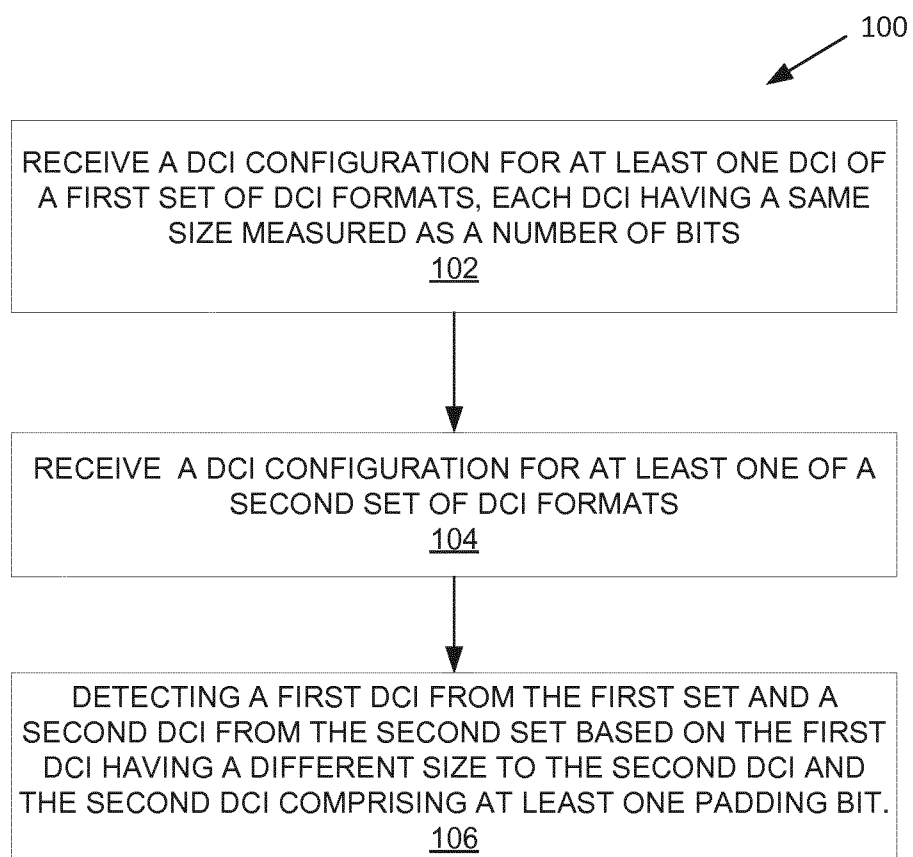 100
RECEIVE A DCI CONFIGURATION FOR AT LEAST ONE DCI OF
A FIRST SET OF DCI FORMATS, EACH DCI HAVING A SAME
SIZE MEASURED AS A NUMBER OF BITS
102
RECEIVE A DCI CONFIGURATION FOR AT LEAST ONE OF A
SECOND SET OF DCI FORMATS
104
DETECTING A FIRST DCI FROM THE FIRST SET AND A
SECOND DCI FROM THE SECOND SET BASED ON THE FIRST
DCI HAVING A DIFFERENT SIZE TO THE SECOND DCI AND
THE SECOND DCI COMPRISING AT LEAST ONE PADDING BIT.
106